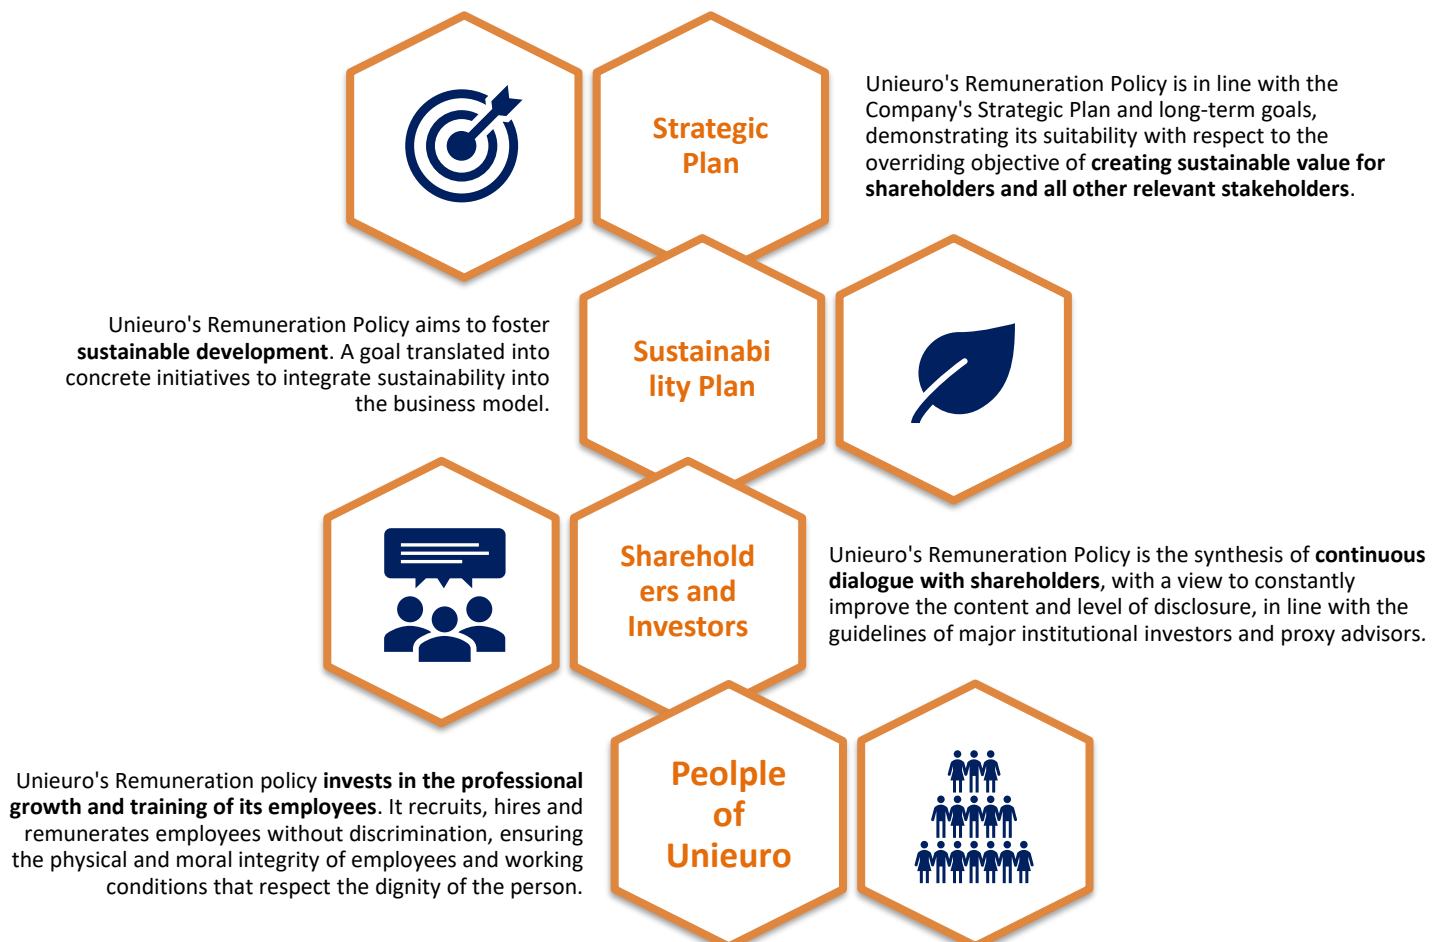 Strategic
Plan
Unieuro's Remuneration Policy is in line with the
Company's Strategic Plan and long-term goals,
demonstrating its suitability with respect to the
overriding objective of creating sustainable value for
shareholders and all other relevant stakeholders.
Unieuro's Remuneration Policy aims to foster
sustainable development. A goal translated into
concrete initiatives to integrate sustainability into
the business model.
Sustainabi
lity Plan
Sharehold
ers and
Investors
Unieuro's Remuneration Policy is the synthesis of continuous
dialogue with shareholders, with a view to constantly
improve the content and level of disclosure, in line with the
guidelines of major institutional investors and proxy advisors.
Unieuro's Remuneration policy invests in the professional
growth and training of its employees. It recruits, hires and
remunerates employees without discrimination, ensuring
the physical and moral integrity of employees and working
conditions that respect the dignity of the person.
Peolple
of
Unieuro